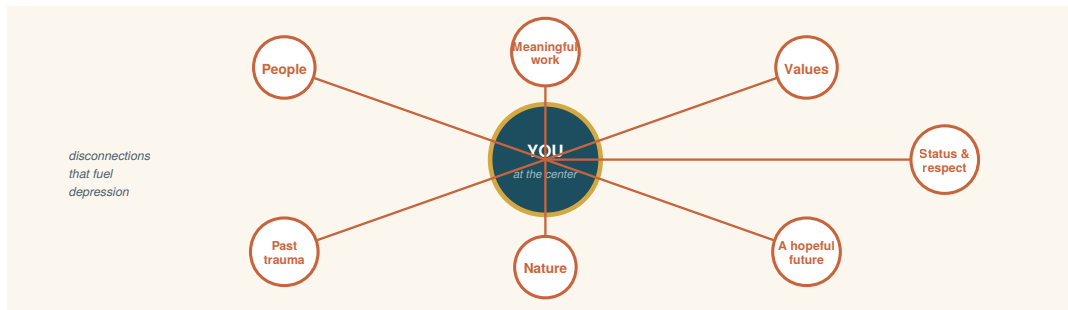 People
Meaningful
work
Values
disconnections
that fuel
depression
YOU
at the center
Status &
respect
Past
trauma
Nature
A hopeful
future